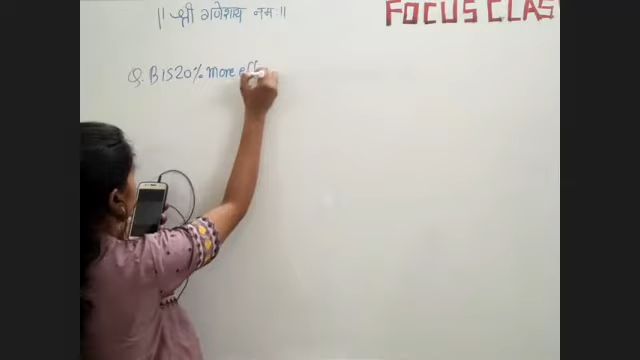 || श्री गणेशाय नमः ||
FOCUS CLAS
Q. B is 20% more eff